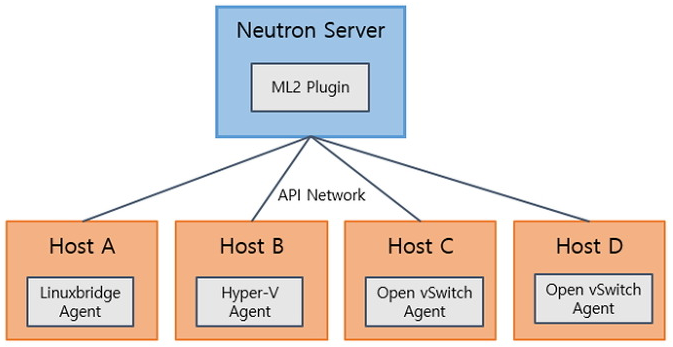 Neutron Server
ML2 Plugin
API Network
Host A
Linuxbridge
Agent
Host B
Hyper-V
Agent
Host C
Open vSwitch
Agent
Host D
Open vSwitch
Agent